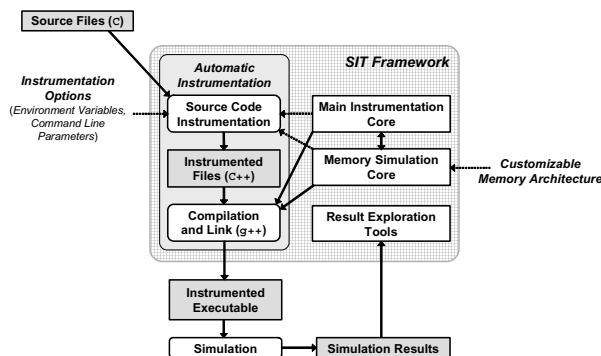 Source Files (C)
SIT Framework
Automatic
Instrumentation
Instrumentation
Options
(Environment Variables,
Command Line
Parameters)
Source Code
Instrumentation
Main Instrumentation
Core
Instrumented
Files (C++)
Memory Simulation
Core
Customizable
Memory Architecture
Compilation
and Link (g++)
Result Exploration
Tools
Instrumented
Executable
Simulation
Simulation Results